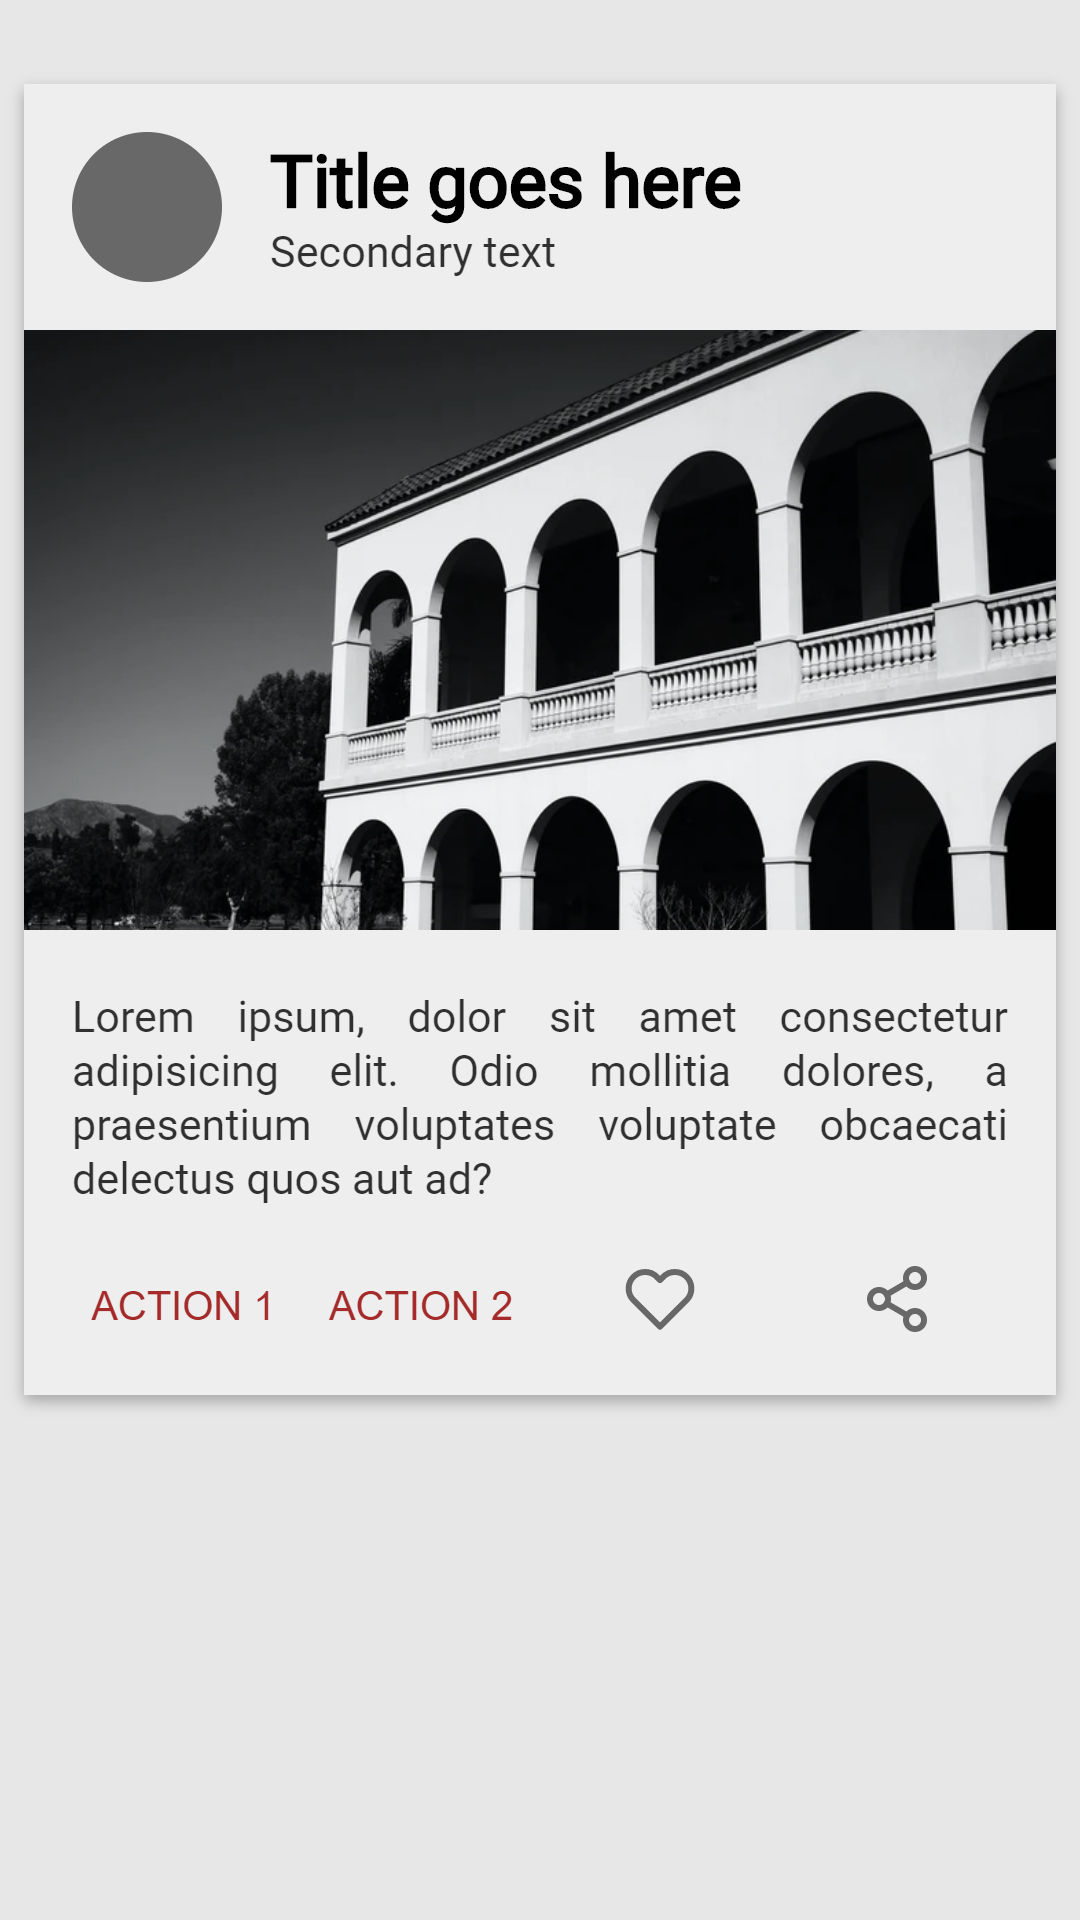 Title goes here
Secondary text
Lorem ipsum, dolor sit amet consectetur
adipisicing elit. Odio mollitia dolores, a
praesentium voluptates voluptate obcaecati
delectus quos aut ad?
ACTION 1 ACTION 2